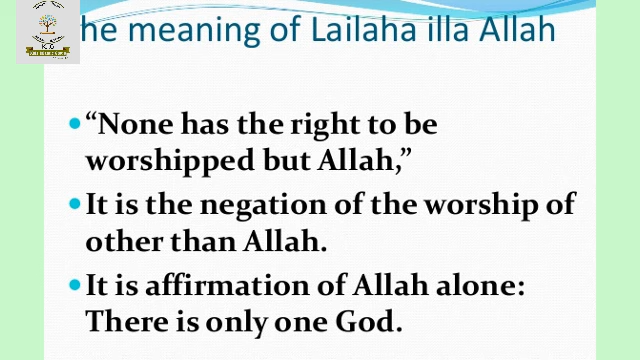 he meaning of Lailaha illa Allah
“None has the right to be
worshipped but Allah,”
It is the negation of the worship of
other than Allah.
It is affirmation of Allah alone:
There is only one God.